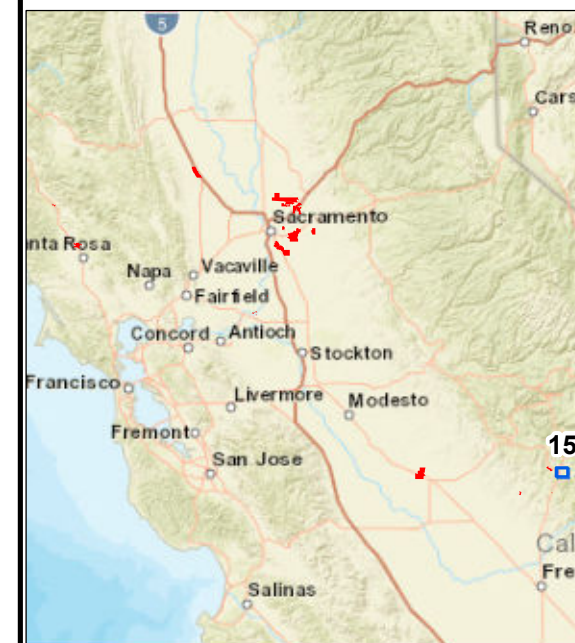 5
Reno
Cars
Sacramento
nta Rosa
Vacaville
Napa
Fairfield
Concord
Antioch
Stockton
Francisco
Livermore
Modesto
Fremont
15
San Jose
Cal
Fre
Salinas